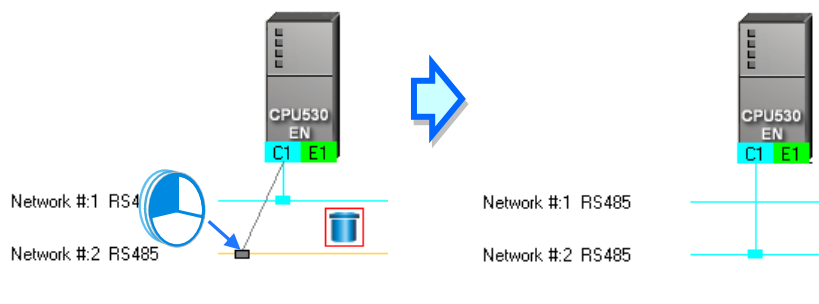 CPU530
EN
C1 E1
Network #:1 RS4
Network #:2 RS485
CPU530
EN
C1 E1
Network #:1 RS485
Network #:2 RS485